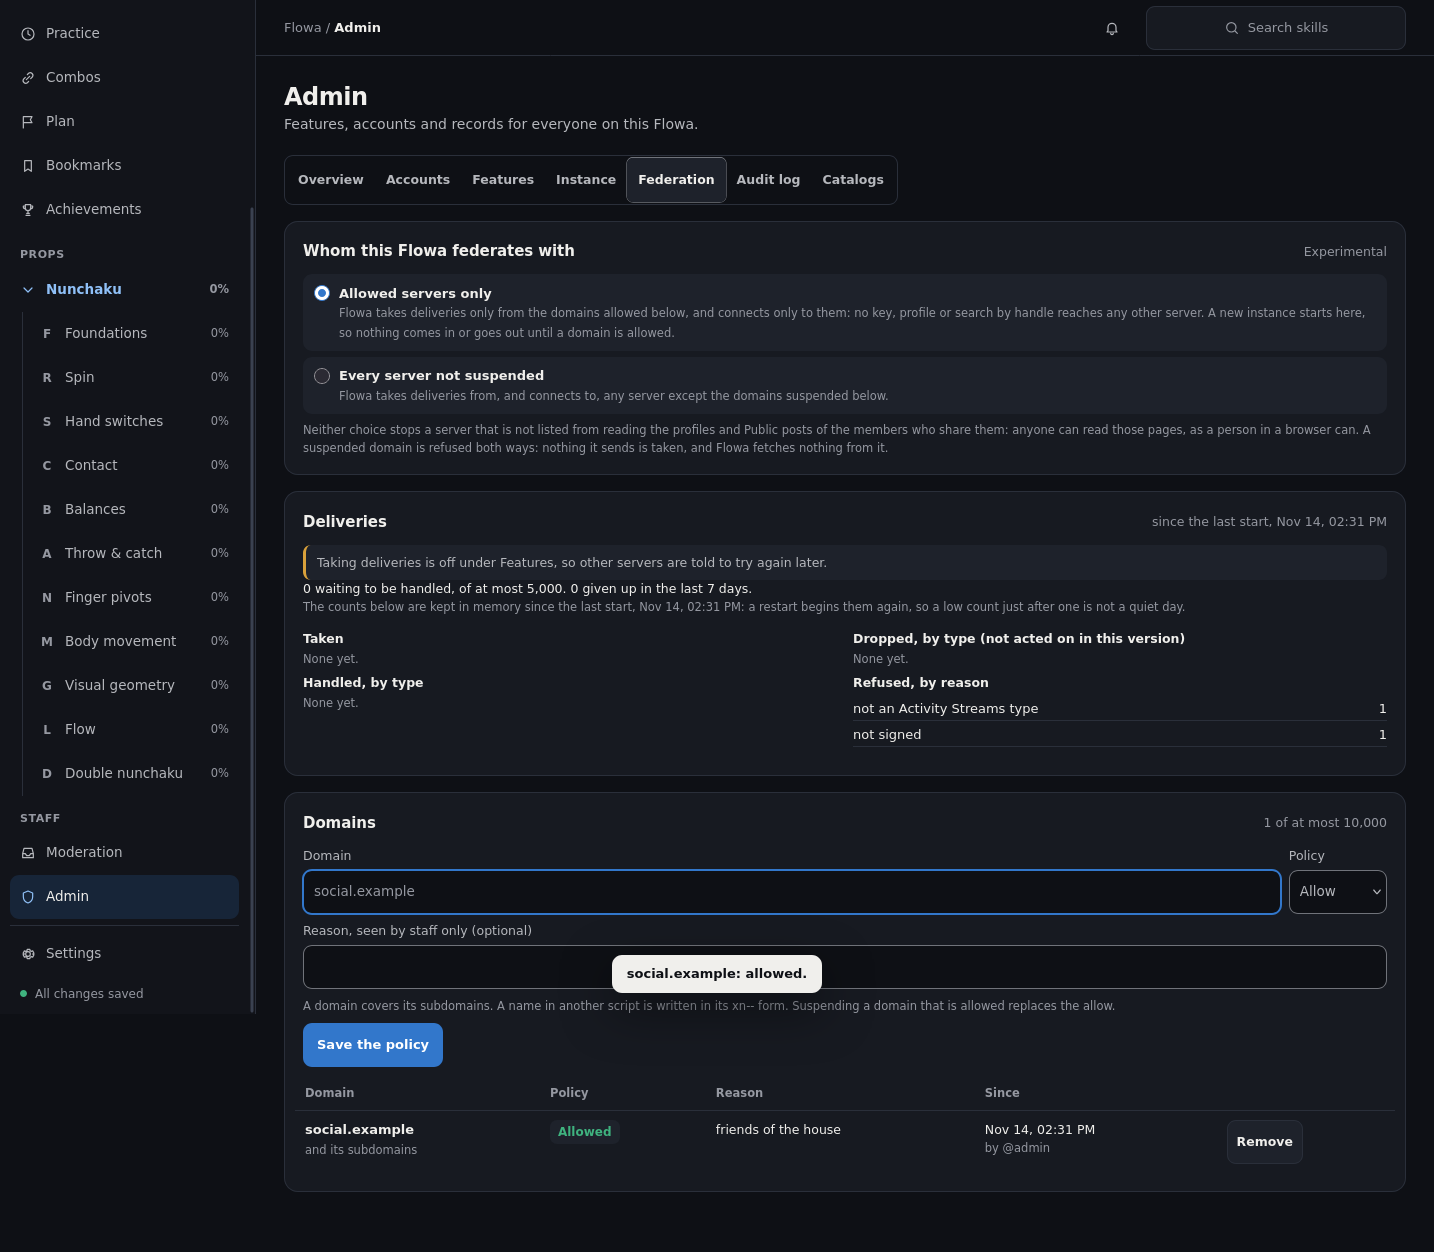 Practice
Combos
Plan
Bookmarks
Achievements
PROPS
Nunchaku 0%
F Foundations 0%
R Spin 0%
S Hand switches 0%
C Contact 0%
B Balances 0%
A Throw & catch 0%
N Finger pivots 0%
M Body movement 0%
G Visual geometry 0%
L Flow 0%
D Double nunchaku 0%
STAFF
Moderation
Admin
Settings
All changes saved
Flowa / Admin
Search skills
Admin
Features, accounts and records for everyone on this Flowa.
Overview Accounts Features Instance Federation Audit log Catalogs
Whom this Flowa federates with Experimental
Allowed servers only
Flowa takes deliveries only from the domains allowed below, and connects only to them: no key, profile or search by handle reaches any other server. A new instance starts here,
so nothing comes in or goes out until a domain is allowed.
Every server not suspended
Flowa takes deliveries from, and connects to, any server except the domains suspended below.
Neither choice stops a server that is not listed from reading the profiles and Public posts of the members who share them: anyone can read those pages, as a person in a browser can. A
suspended domain is refused both ways: nothing it sends is taken, and Flowa fetches nothing from it.
Deliveries since the last start, Nov 14, 02:31 PM
Taking deliveries is off under Features, so other servers are told to try again later.
0 waiting to be handled, of at most 5,000. 0 given up in the last 7 days.
The counts below are kept in memory since the last start, Nov 14, 02:31 PM: a restart begins them again, so a low count just after one is not a quiet day.
Taken
None yet.
Handled, by type
None yet.
Dropped, by type (not acted on in this version)
None yet.
Refused, by reason
not an Activity Streams type 1
not signed 1
Domains 1 of at most 10,000
Domain Policy
social.example Allow
Reason, seen by staff only (optional)
social.example: allowed.
A domain covers its subdomains. A name in another script is written in its xn-- form. Suspending a domain that is allowed replaces the allow.
Save the policy
Domain Policy Reason Since
social.example Allowed friends of the house Nov 14, 02:31 PM Remove
and its subdomains by @admin